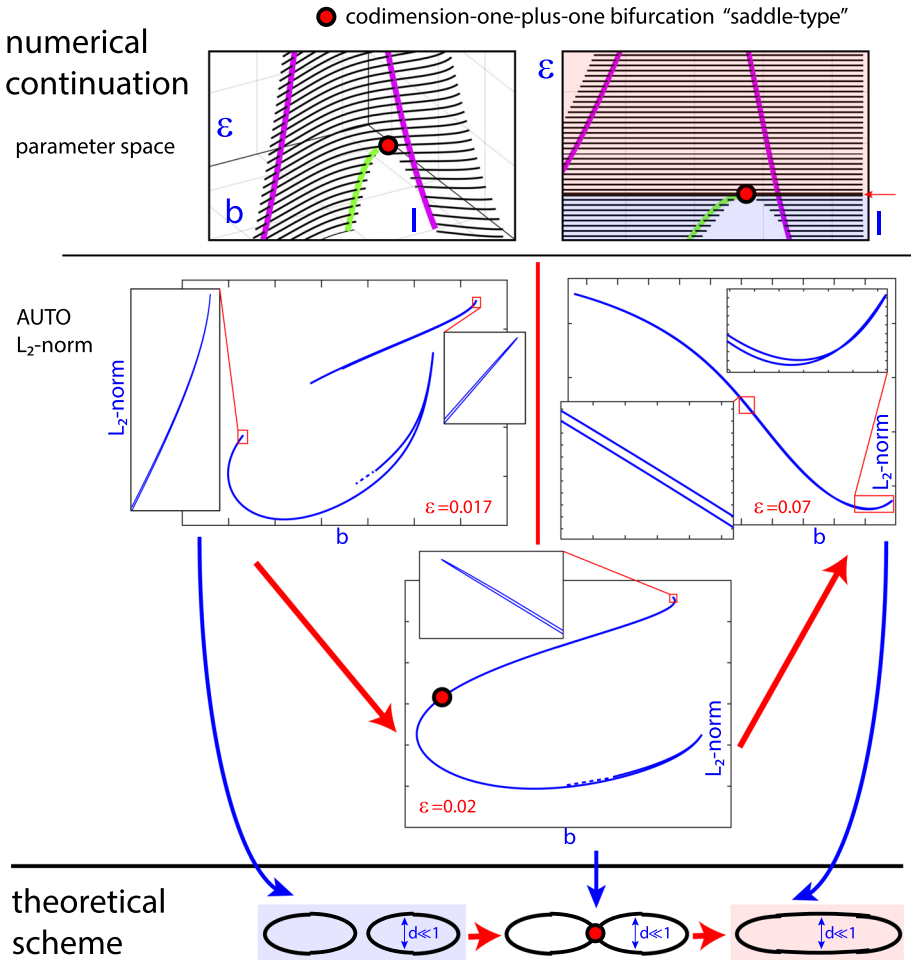 codimension-one-plus-one bifurcation “saddle-type”
numerical
continuation
parameter space
ε
b
I
ε
I
AUTO
L₂-norm
L₂-norm
ε=0.017
b
L₂-norm
ε=0.07
b
L₂-norm
ε=0.02
b
theoretical
scheme
d≪1
d≪1
d≪1